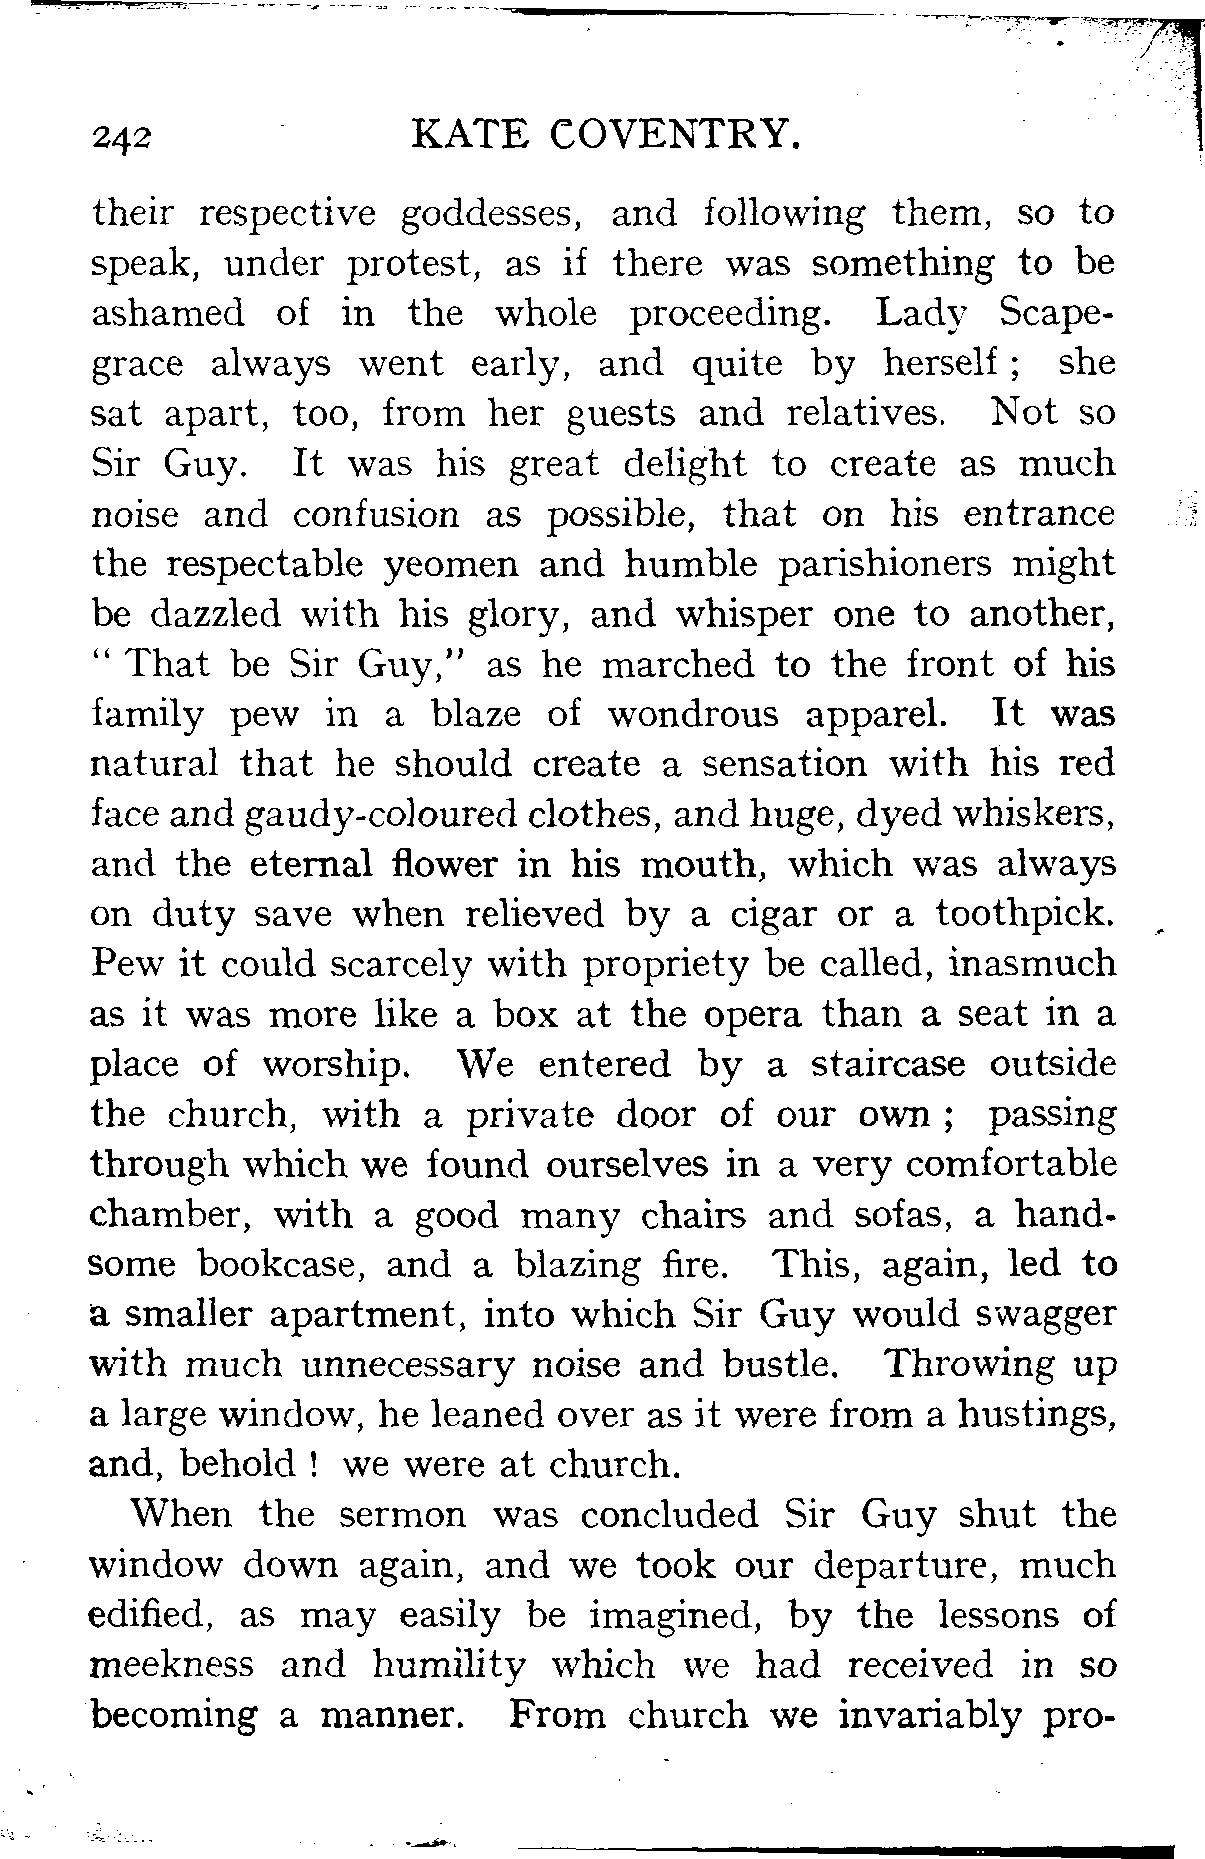 242 KATE COVENTRY.
their respective goddesses, and following them, so to
speak, under protest, as if there was something to be
ashamed of in the whole proceeding. Lady Scape-
grace always went early, and quite by herself ; she
sat apart, too, from her guests and relatives. Not so
Sir Guy. It was his great delight to create as much
noise and confusion as possible, that on his entrance
the respectable yeomen and humble parishioners might
be dazzled with his glory, and whisper one to another,
“ That be Sir Guy,” as he marched to the front of his
family pew in a blaze of wondrous apparel. It was
natural that he should create a sensation with his red
face and gaudy-coloured clothes, and huge, dyed whiskers,
and the eternal flower in his mouth, which was always
on duty save when relieved by a cigar or a toothpick.
Pew it could scarcely with propriety be called, inasmuch
as it was more like a box at the opera than a seat in a
place of worship. We entered by a staircase outside
the church, with a private door of our own ; passing
through which we found ourselves in a very comfortable
chamber, with a good many chairs and sofas, a hand-
some bookcase, and a blazing fire. This, again, led to
a smaller apartment, into which Sir Guy would swagger
with much unnecessary noise and bustle. Throwing up
a large window, he leaned over as it were from a hustings,
and, behold ! we were at church.
When the sermon was concluded Sir Guy shut the
window down again, and we took our departure, much
edified, as may easily be imagined, by the lessons of
meekness and humility which we had received in so
becoming a manner. From church we invariably pro-